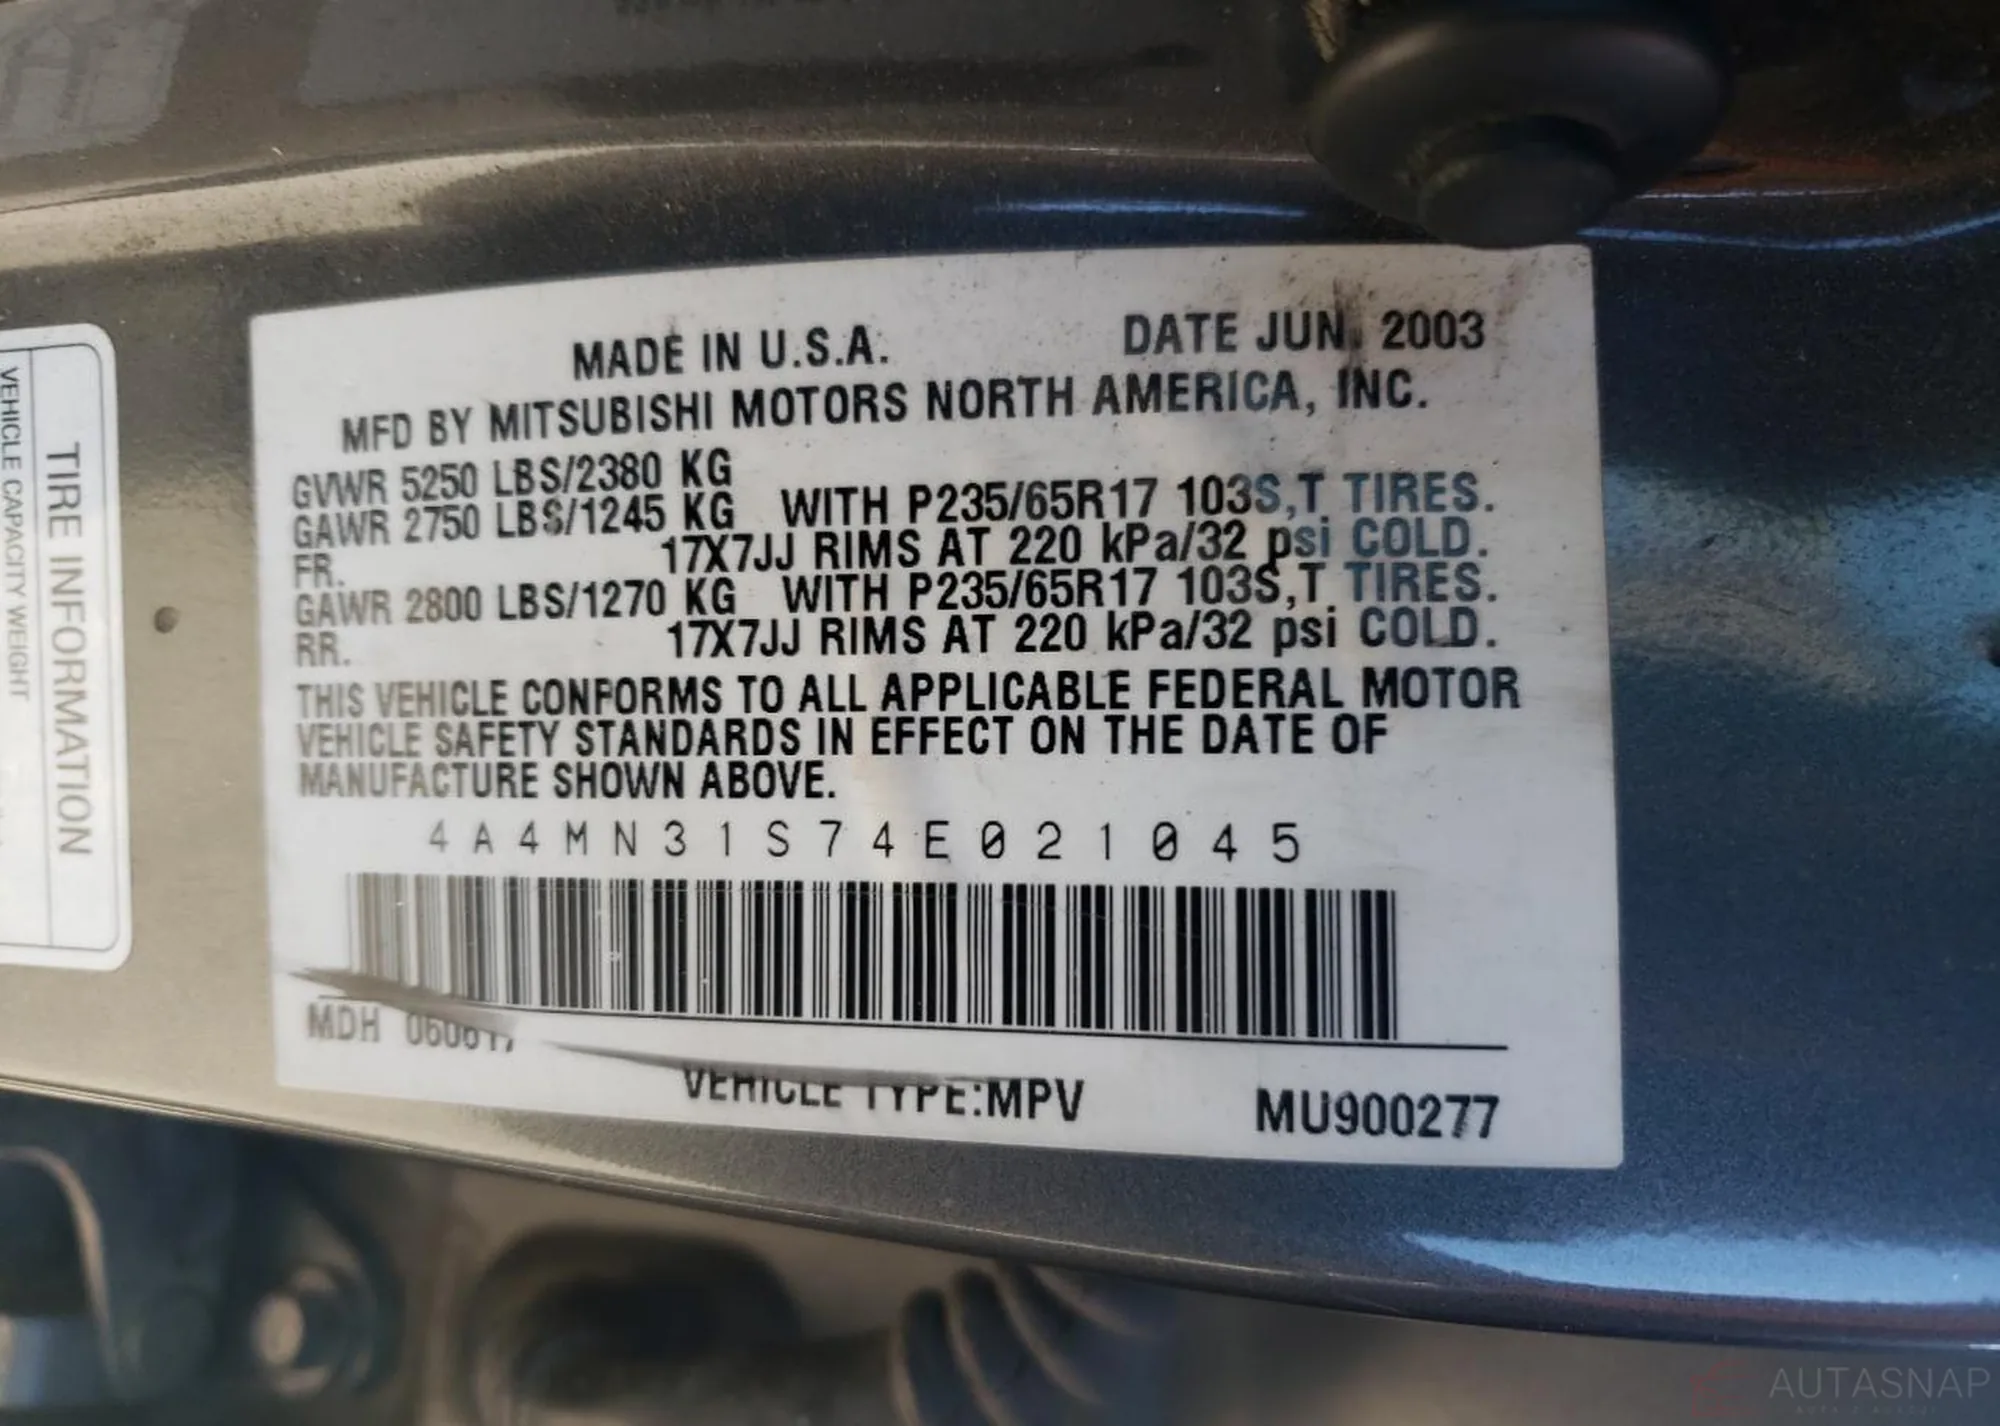 MADE IN U.S.A. DATE JUN. 2003
MFD BY MITSUBISHI MOTORS NORTH AMERICA, INC.
GVWR 5250 LBS/2380 KG
GAWR 2750 LBS/1245 KG WITH P235/65R17 103S,T TIRES.
FR. 17X7JJ RIMS AT 220 kPa/32 psi COLD.
GAWR 2800 LBS/1270 KG WITH P235/65R17 103S,T TIRES.
RR. 17X7JJ RIMS AT 220 kPa/32 psi COLD.
THIS VEHICLE CONFORMS TO ALL APPLICABLE FEDERAL MOTOR
VEHICLE SAFETY STANDARDS IN EFFECT ON THE DATE OF
MANUFACTURE SHOWN ABOVE.
4A4MN31S74E021045
MDH
VEHICLE TYPE:MPV MU900277
TIRE INFORMATION
VEHICLE CAPACITY WEIGHT
AUTASNAP